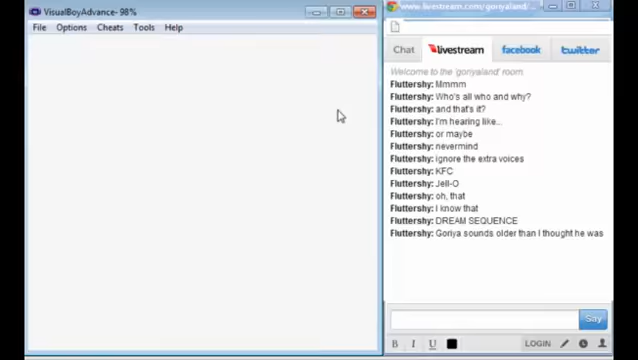 VisualBoyAdvance- 98%
File Options Cheats Tools Help
www.livestream.com/goriyaland/...
Chat livestream facebook twitter
Welcome to the 'goriyaland' room
Fluttershy: Mmmm
Fluttershy: Who's all who and why?
Fluttershy: and that's it?
Fluttershy: I'm hearing like...
Fluttershy: or maybe
Fluttershy: nevermind
Fluttershy: ignore the extra voices
Fluttershy: KFC
Fluttershy: Jell-O
Fluttershy: oh, that
Fluttershy: I know that
Fluttershy: DREAM SEQUENCE
Fluttershy: Goriya sounds older than I thought he was
Say
B I U LOGIN